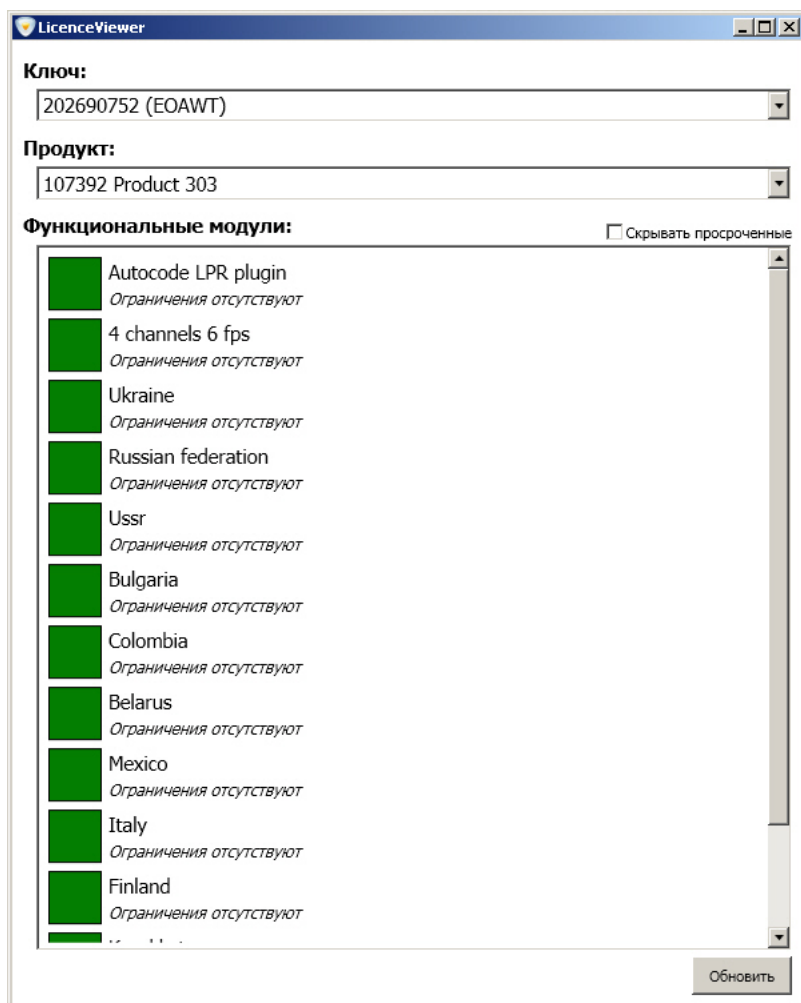 LicenceViewer
Ключ:
202690752 (EOAWT)
Продукт:
107392 Product 303
Функциональные модули:
Скрывать просроченные
Autocode LPR plugin
Ограничения отсутствуют
4 channels 6 fps
Ограничения отсутствуют
Ukraine
Ограничения отсутствуют
Russian federation
Ограничения отсутствуют
Ussr
Ограничения отсутствуют
Bulgaria
Ограничения отсутствуют
Colombia
Ограничения отсутствуют
Belarus
Ограничения отсутствуют
Mexico
Ограничения отсутствуют
Italy
Ограничения отсутствуют
Finland
Ограничения отсутствуют
Обновить